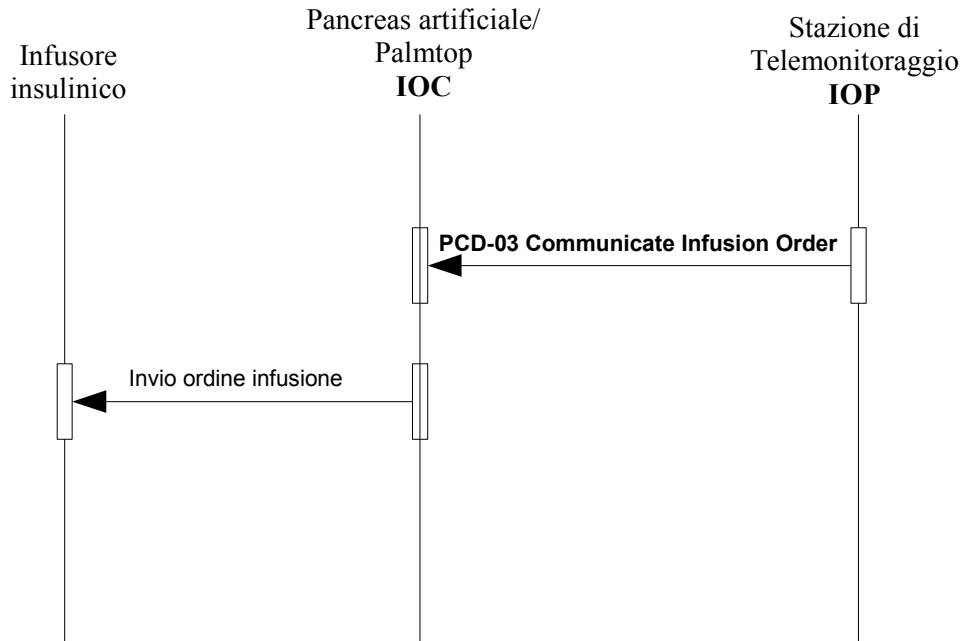 Infusore
insulinico
Pancreas artificiale/
Palmtop
IOC
Stazione di
Telemonitoraggio
IOP
PCD-03 Communicate Infusion Order
Invio ordine infusione